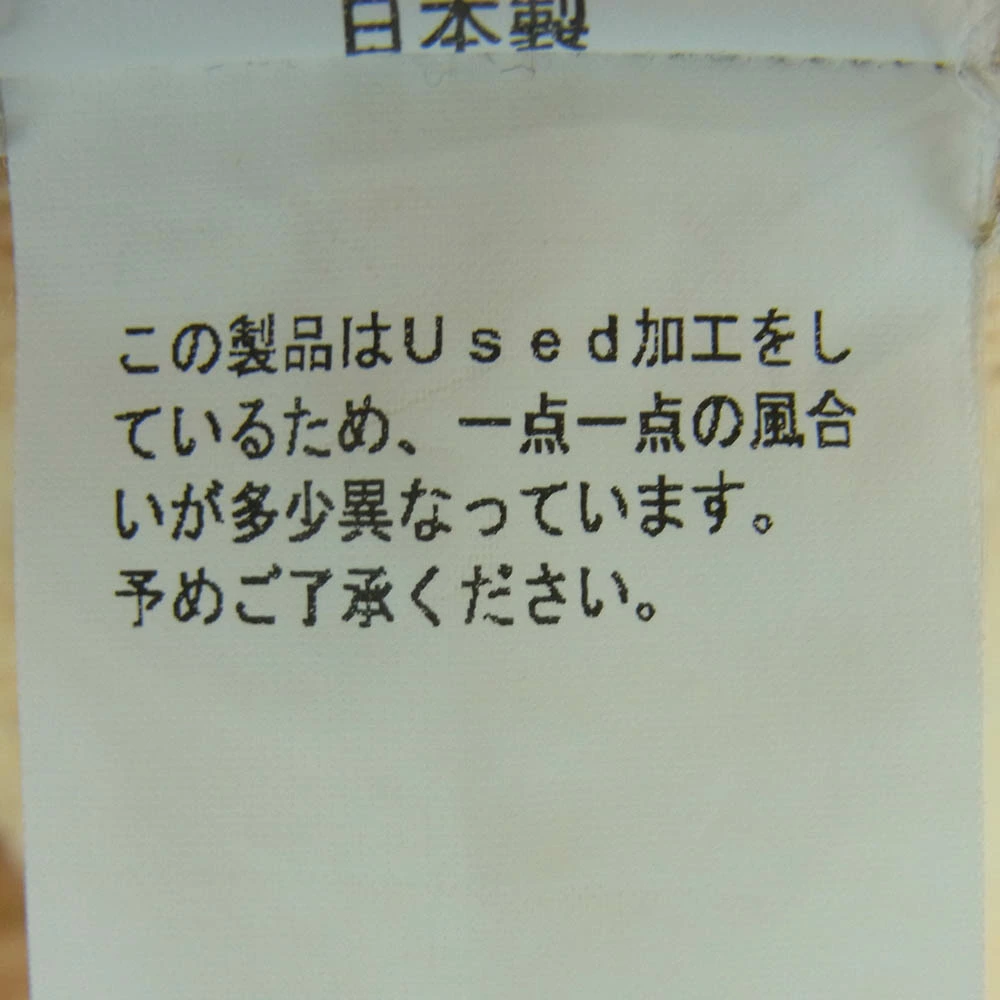 日本製
この製品はＵｓｅｄ加工をし
ているため、一点一点の風合
いが多少異なっています。
予めご了承ください。